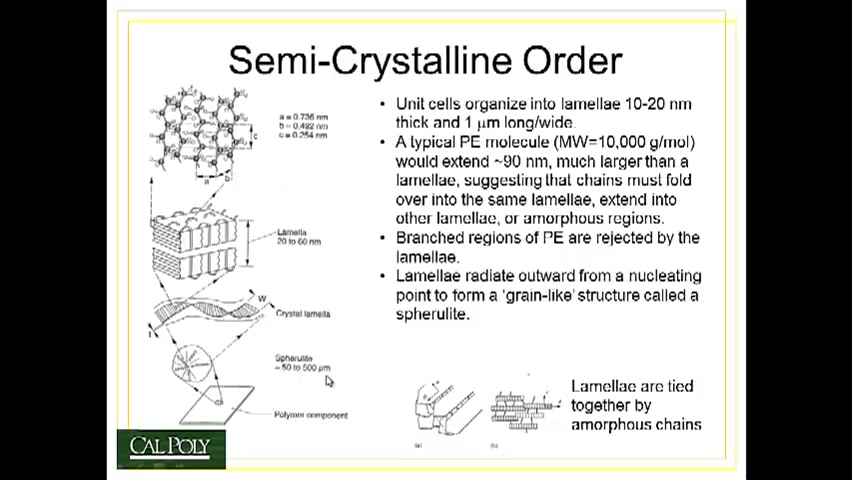 Semi-Crystalline Order
a = 0.736 nm
b = 0.492 nm
c = 0.254 nm
c
a
b
Lamella
20 to 60 nm
W
Crystal lamella
Spherulite
~ 50 to 500 µm
Polymer component
• Unit cells organize into lamellae 10-20 nm
thick and 1 µm long/wide.
• A typical PE molecule (MW=10,000 g/mol)
would extend ~90 nm, much larger than a
lamellae, suggesting that chains must fold
over into the same lamellae, extend into
other lamellae, or amorphous regions.
• Branched regions of PE are rejected by the
lamellae.
• Lamellae radiate outward from a nucleating
point to form a 'grain-like' structure called a
spherulite.
Lamellae are tied
together by
amorphous chains
CAL POLY